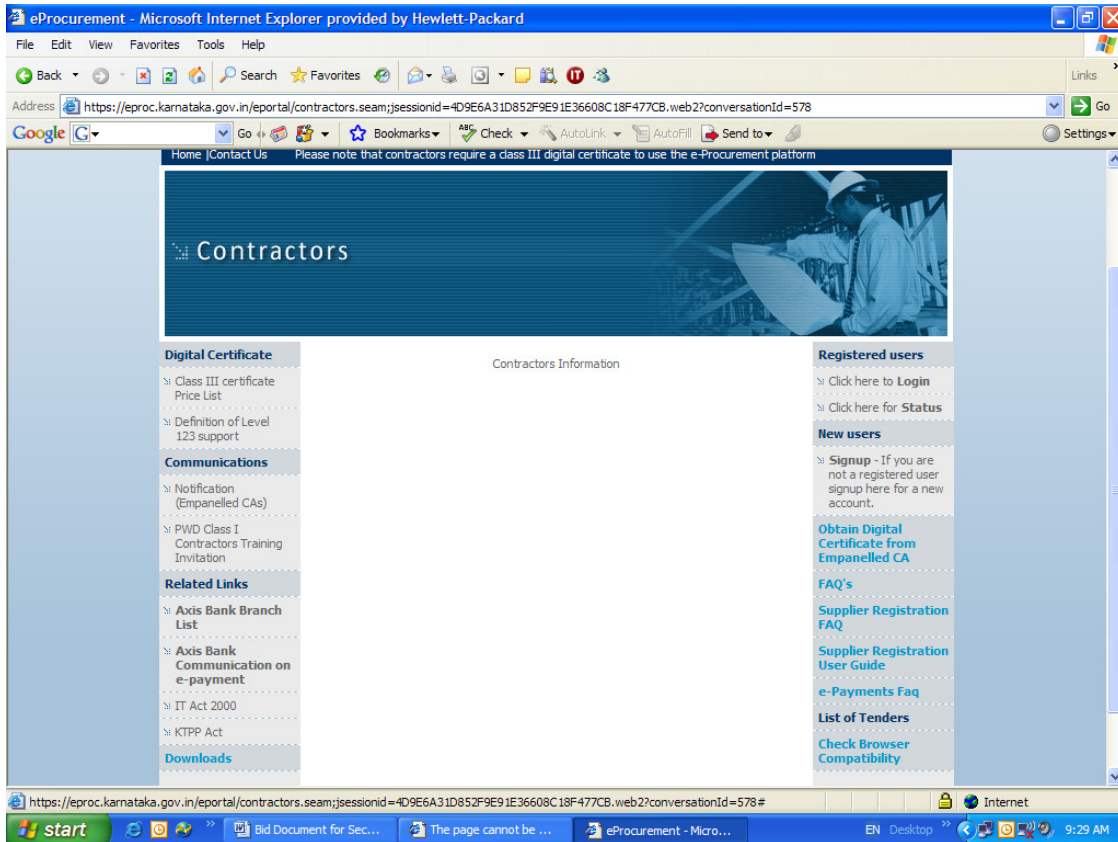 eProcurement - Microsoft Internet Explorer provided by Hewlett-Packard
File Edit View Favorites Tools Help
Back Search Favorites Links
Address https://eproc.karnataka.gov.in/eportal/contractors.seam;jsessionid=4D9E6A31D852F9E91E36608C18F477CB.web2?conversationId=578 Go
Google G Go Bookmarks ABC Check AutoLink AutoFill Send to Settings
Home |Contact Us Please note that contractors require a class III digital certificate to use the e-Procurement platform
Contractors
Digital Certificate
Class III certificate
Price List
Definition of Level
123 support
Communications
Notification
(Empanelled CAs)
PWD Class I
Contractors Training
Invitation
Related Links
Axis Bank Branch
List
Axis Bank
Communication on
e-payment
IT Act 2000
KTPP Act
Downloads
Contractors Information
Registered users
Click here to Login
Click here for Status
New users
Signup - If you are
not a registered user
signup here for a new
account.
Obtain Digital
Certificate from
Empanelled CA
FAQ's
Supplier Registration
FAQ
Supplier Registration
User Guide
e-Payments Faq
List of Tenders
Check Browser
Compatibility
https://eproc.karnataka.gov.in/eportal/contractors.seam;jsessionid=4D9E6A31D852F9E91E36608C18F477CB.web2?conversationId=578# Internet
start Bid Document for Sec... The page cannot be ... eProcurement - Micro... EN Desktop 9:29 AM